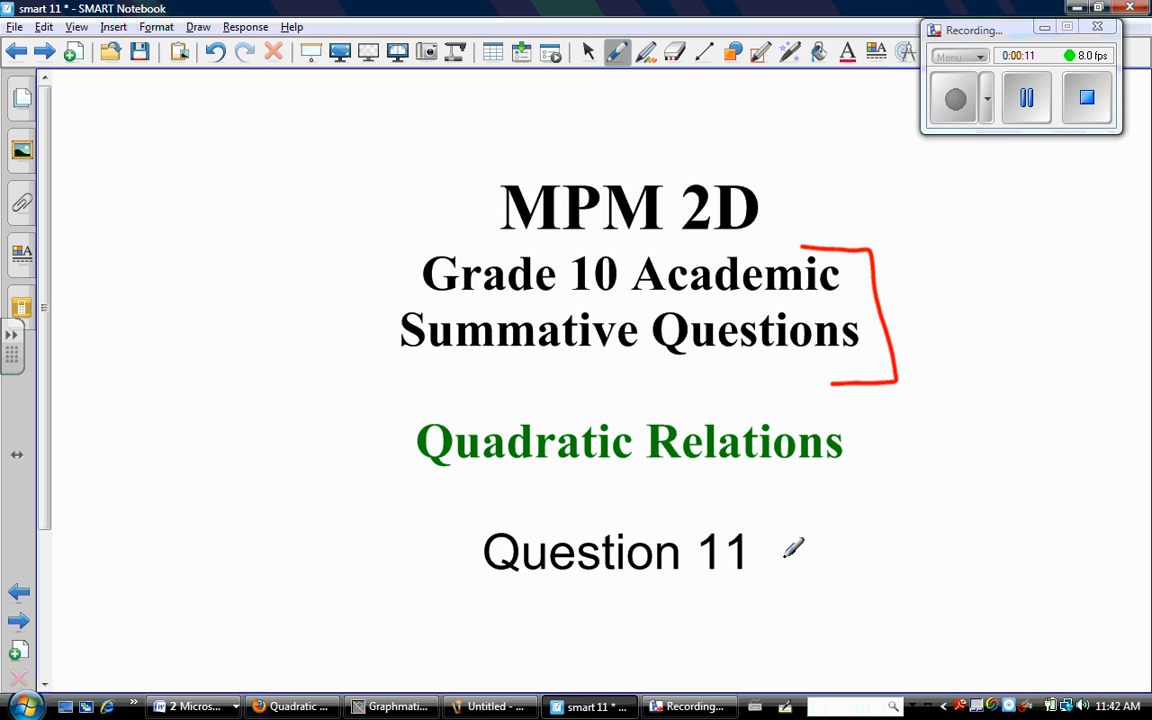 smart 11 * - SMART Notebook
File Edit View Insert Format Draw Response Help
Recording...
Menu 0:00:11 8.0 fps
MPM 2D
Grade 10 Academic
Summative Questions
Quadratic Relations
Question 11
2 Micros... Quadratic ... Graphmati... Untitled - ... smart 11 * ... Recording... 11:42 AM